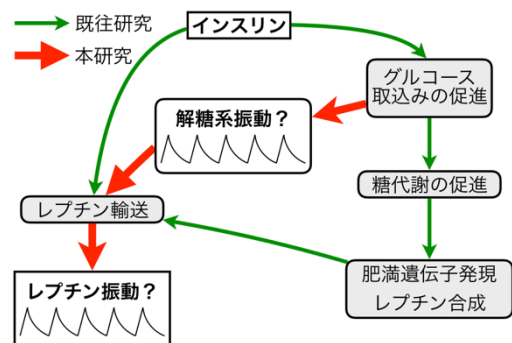 既往研究
本研究
インスリン
グルコース
取込みの促進
解糖系振動？
糖代謝の促進
レプチン輸送
肥満遺伝子発現
レプチン合成
レプチン振動？